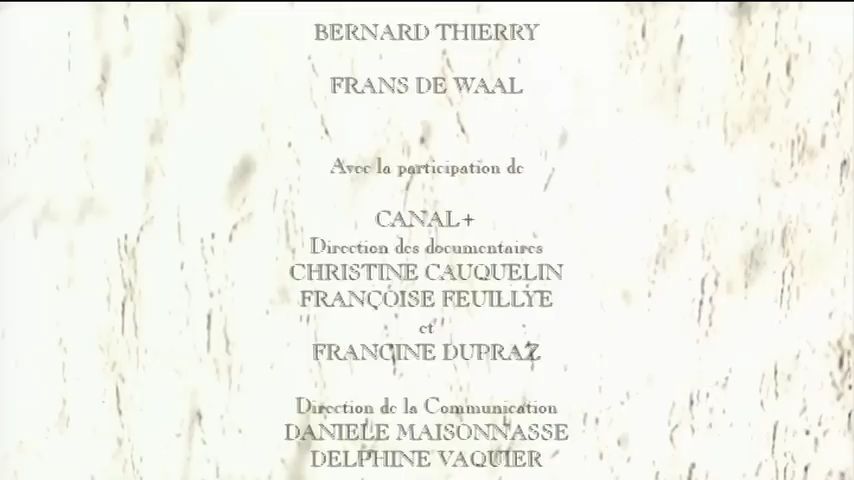 BERNARD THIERRY
FRANS DE WAAL
Avec la participation de
CANAL+
Direction des documentaires
CHRISTINE CAUQUELIN
FRANÇOISE FEUILLYE
et
FRANCINE DUPRAZ
Direction de la Communication
DANIELE MAISONNASSE
DELPHINE VAQUIER